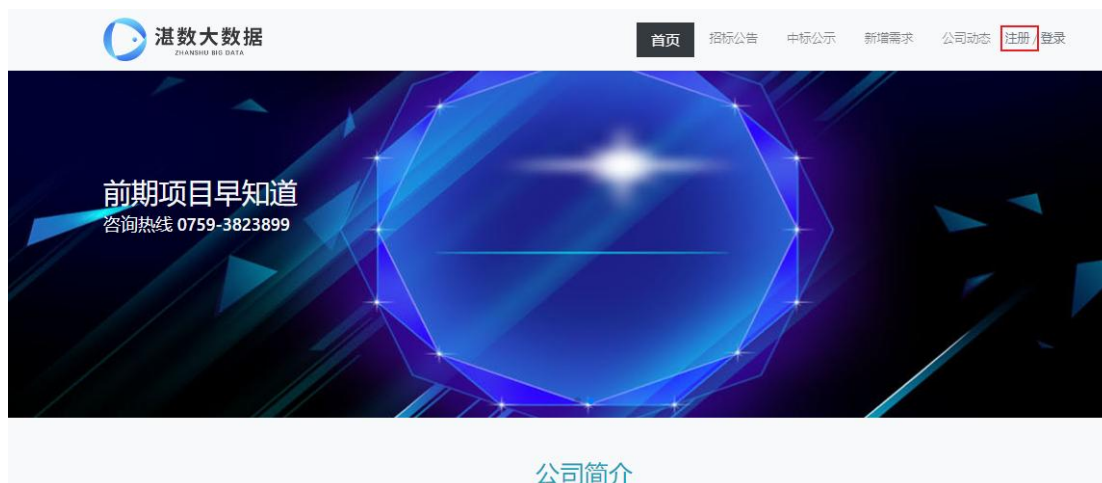 湛数大数据
ZHANSHU BIG DATA
首页 招标公告 中标公示 新增需求 公司动态 注册 / 登录
前期项目早知道
咨询热线 0759-3823899
公司简介